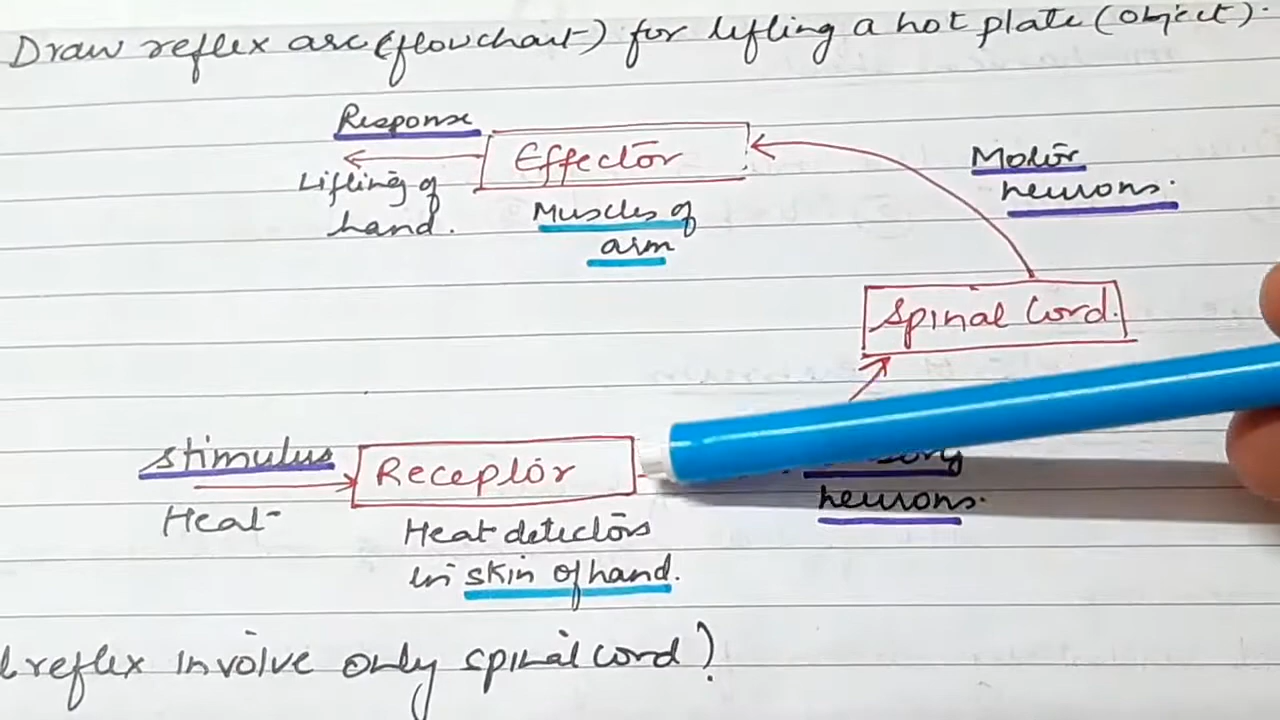 Draw reflex arc (flowchart) for lifting a hot plate (object).
Response
Effector
Lifting of
hand.
Muscles of
arm
Motor
neurons.
Spinal Cord.
Stimulus
Receptor
Heat
Heat detectors
in skin of hand.
neurons.
reflex involve only spinal cord)